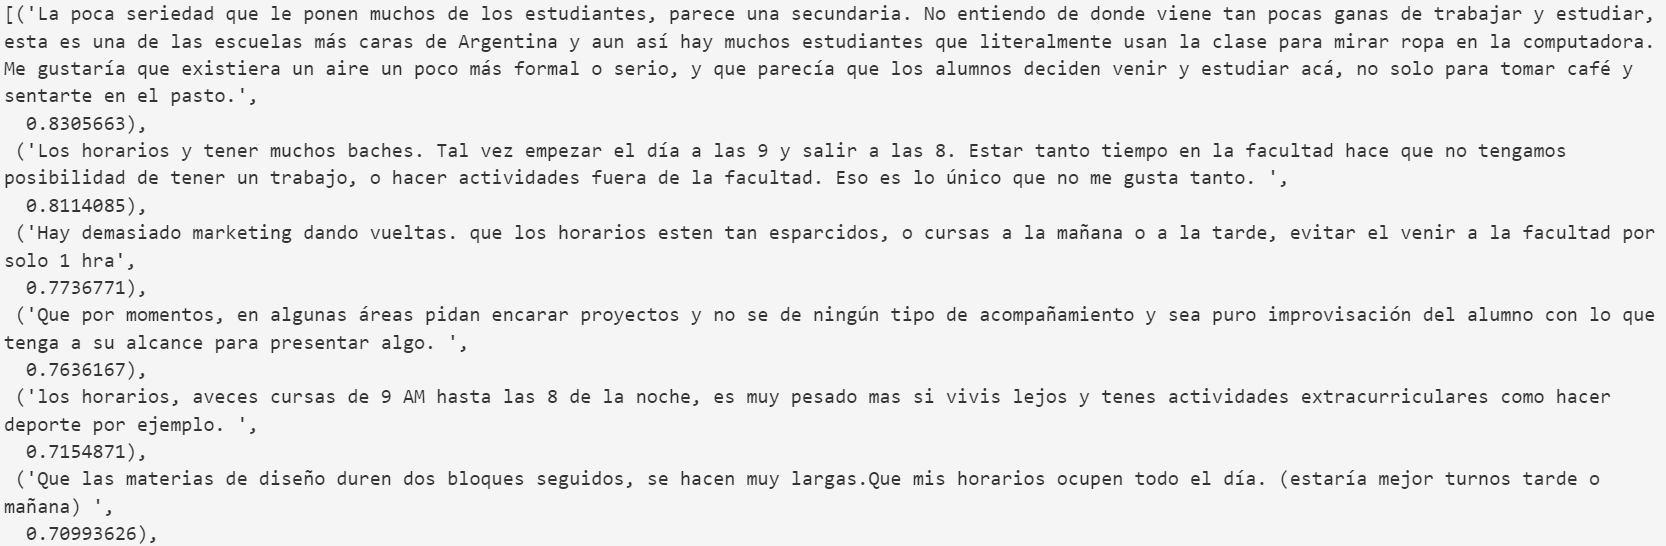 [('La poca seriedad que le ponen muchos de los estudiantes, parece una secundaria. No entiendo de donde viene tan pocas ganas de trabajar y estudiar,
esta es una de las escuelas más caras de Argentina y aun así hay muchos estudiantes que literalmente usan la clase para mirar ropa en la computadora.
Me gustaría que existiera un aire un poco más formal o serio, y que parecía que los alumnos deciden venir y estudiar acá, no solo para tomar café y
sentarte en el pasto.',
0.8305663),
('Los horarios y tener muchos baches. Tal vez empezar el día a las 9 y salir a las 8. Estar tanto tiempo en la facultad hace que no tengamos
posibilidad de tener un trabajo, o hacer actividades fuera de la facultad. Eso es lo único que no me gusta tanto. ',
0.8114085),
('Hay demasiado marketing dando vueltas. que los horarios esten tan esparcidos, o cursas a la mañana o a la tarde, evitar el venir a la facultad por
solo 1 hra',
0.7736771),
('Que por momentos, en algunas áreas pidan encarar proyectos y no se de ningún tipo de acompañamiento y sea puro improvisación del alumno con lo que
tenga a su alcance para presentar algo. ',
0.7636167),
('los horarios, aveces cursas de 9 AM hasta las 8 de la noche, es muy pesado mas si vivis lejos y tenes actividades extracurriculares como hacer
deporte por ejemplo. ',
0.7154871),
('Que las materias de diseño duren dos bloques seguidos, se hacen muy largas.Que mis horarios ocupen todo el día. (estaría mejor turnos tarde o
mañana) ',
0.70993626),